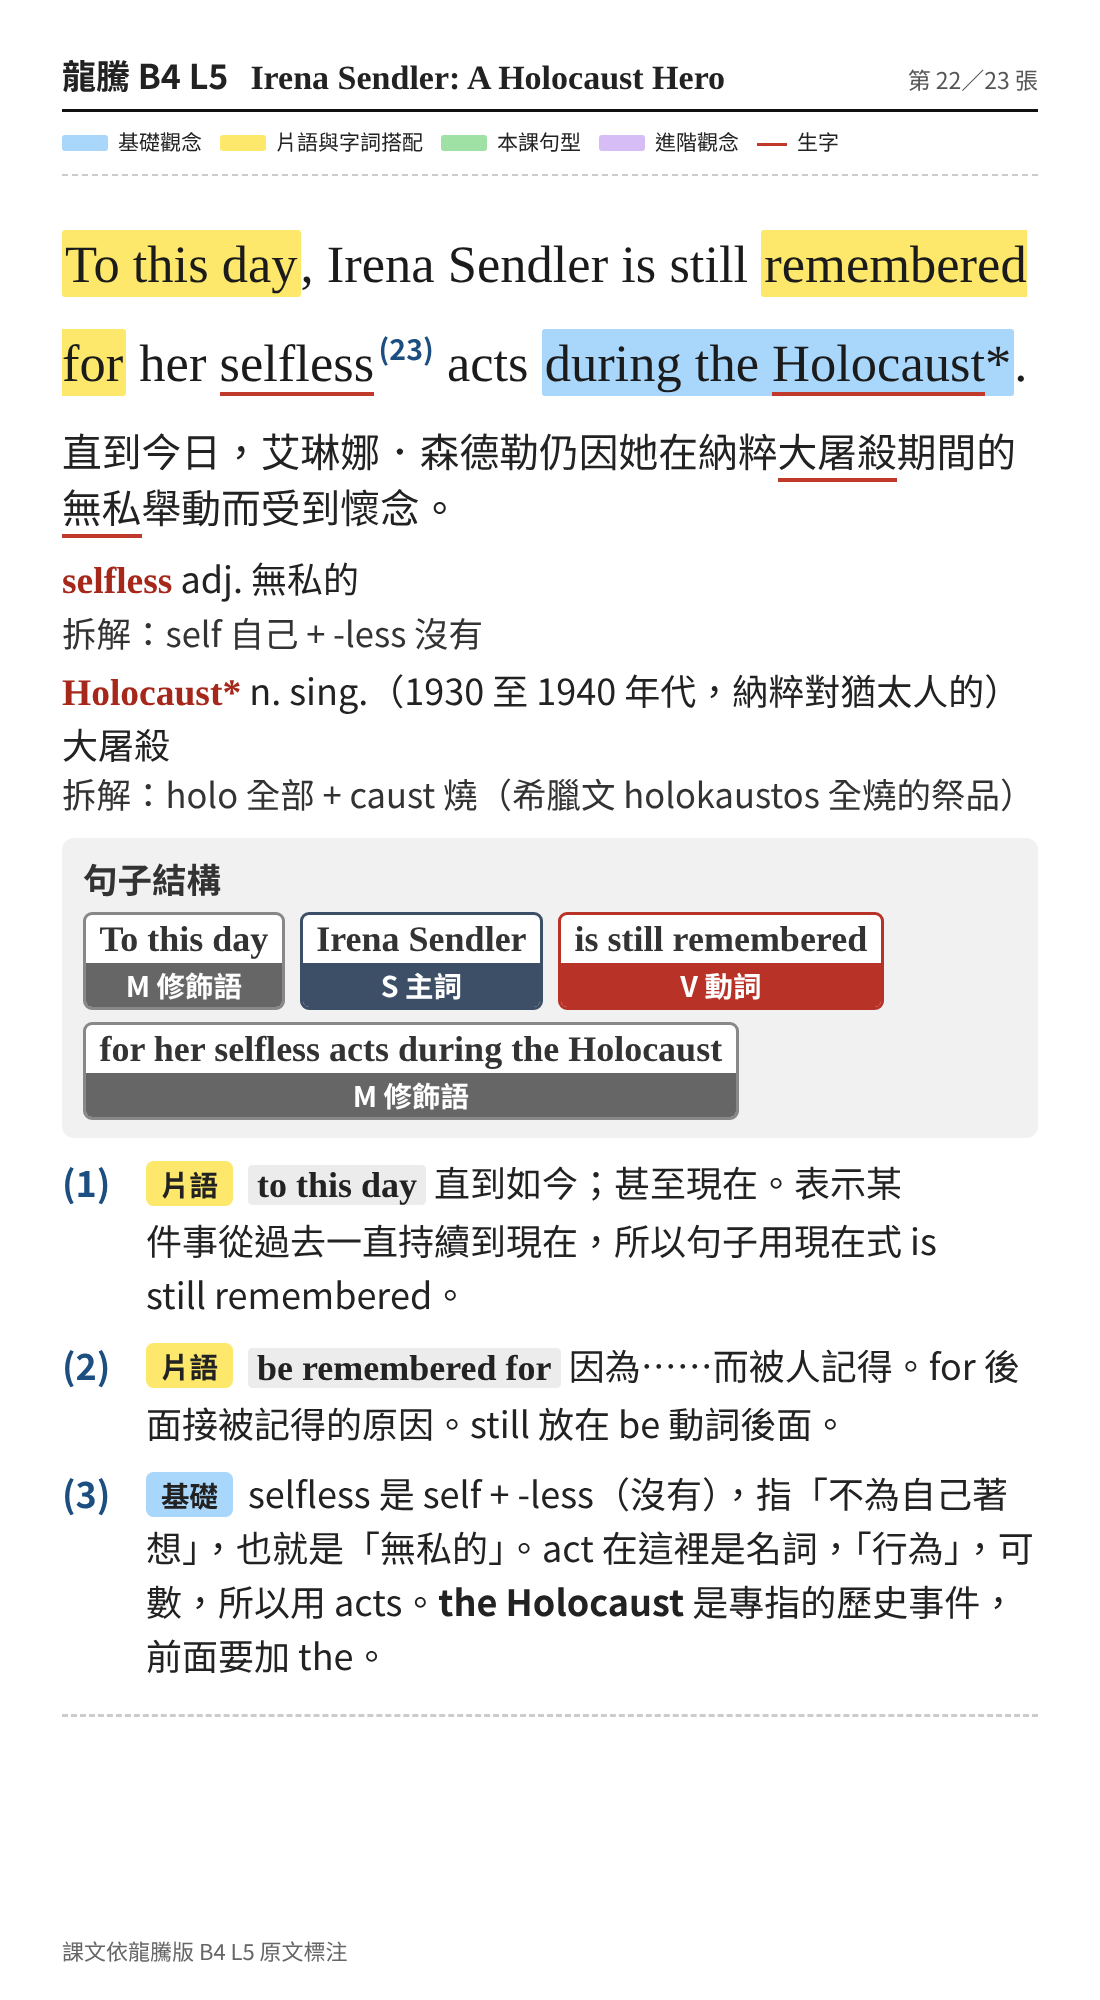 龍騰 B4 L5 Irena Sendler: A Holocaust Hero 第 22／23 張
基礎觀念 片語與字詞搭配 本課句型 進階觀念 生字
To this day, Irena Sendler is still remembered
for her selfless (23) acts during the Holocaust*.
直到今日，艾琳娜．森德勒仍因她在納粹大屠殺期間的
無私舉動而受到懷念。
selfless adj. 無私的
拆解：self 自己 + -less 沒有
Holocaust* n. sing.（1930 至 1940 年代，納粹對猶太人的）
大屠殺
拆解：holo 全部 + caust 燒（希臘文 holokaustos 全燒的祭品）
句子結構
To this day Irena Sendler is still remembered
M 修飾語 S 主詞 V 動詞
for her selfless acts during the Holocaust
M 修飾語
(1) 片語 to this day 直到如今；甚至現在。表示某
件事從過去一直持續到現在，所以句子用現在式 is
still remembered。
(2) 片語 be remembered for 因為⋯⋯而被人記得。for 後
面接被記得的原因。still 放在 be 動詞後面。
(3) 基礎 selfless 是 self + -less（沒有），指「不為自己著
想」，也就是「無私的」。act 在這裡是名詞，「行為」，可
數，所以用 acts。the Holocaust 是專指的歷史事件，
前面要加 the。
課文依龍騰版 B4 L5 原文標注